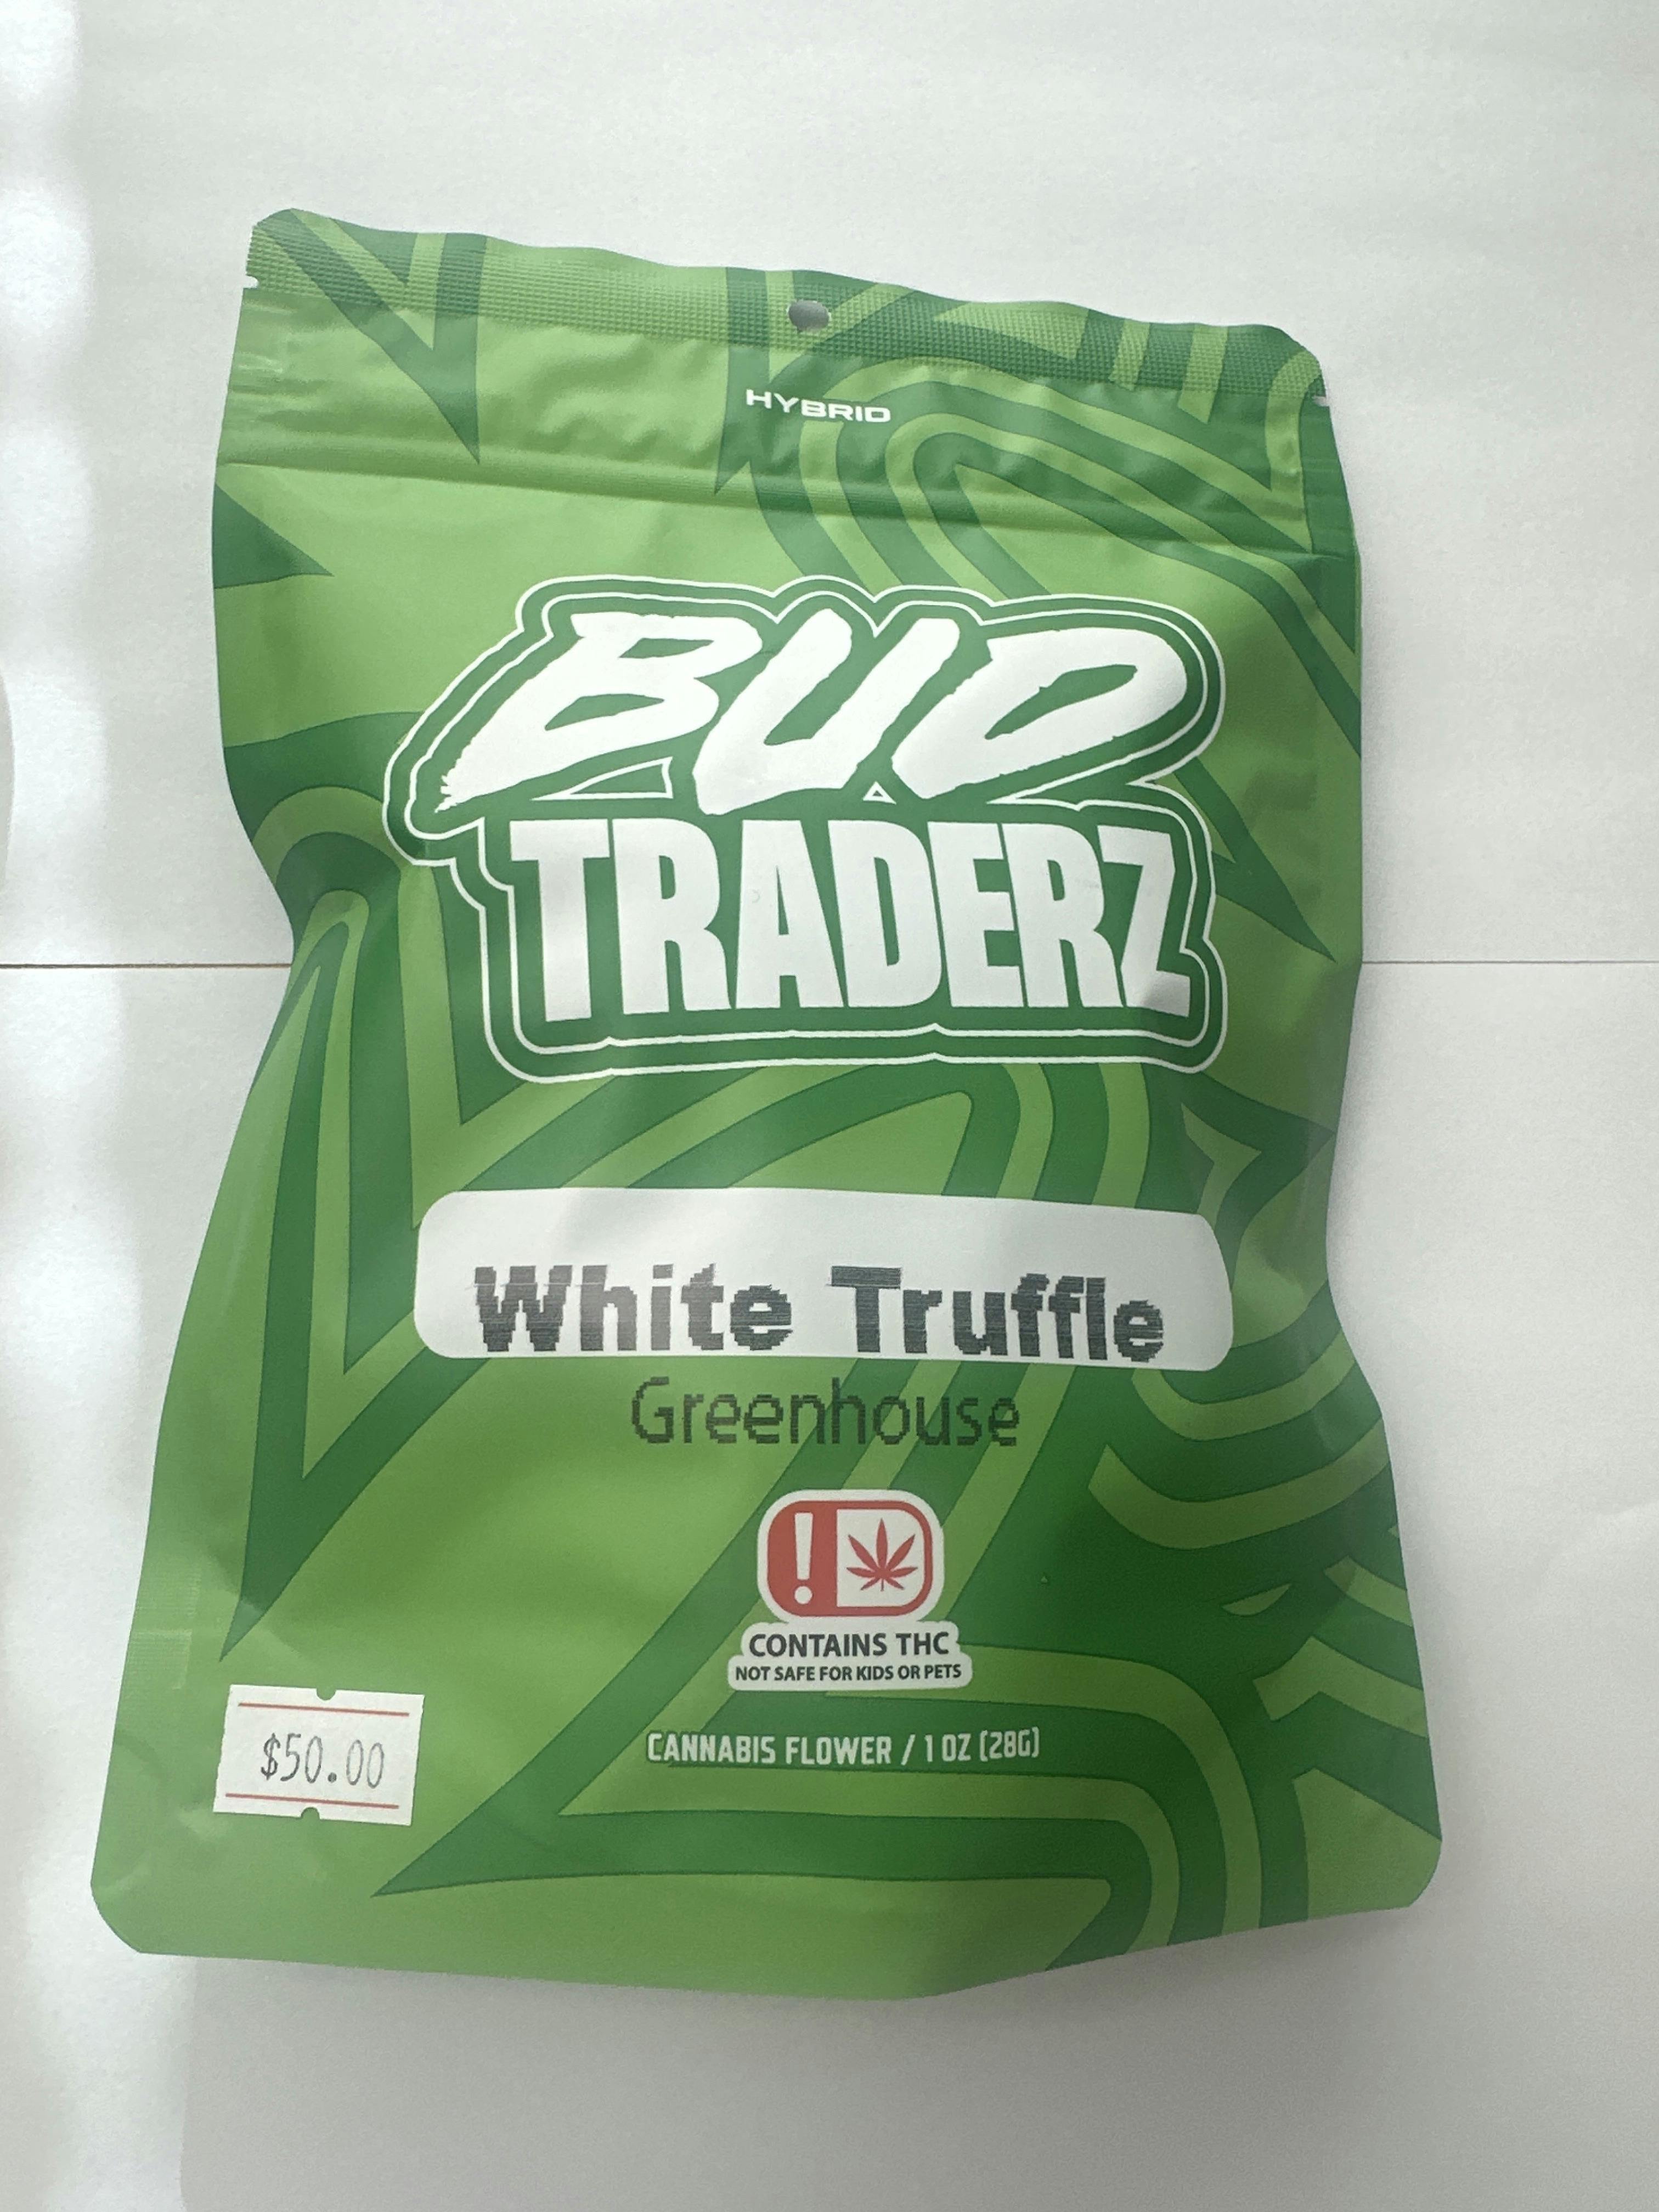 HYBRID
BUD
TRADERZ
White Truffle
Greenhouse
!
CONTAINS THC
NOT SAFE FOR KIDS OR PETS
CANNABIS FLOWER / 1 OZ (28G)
$50.00